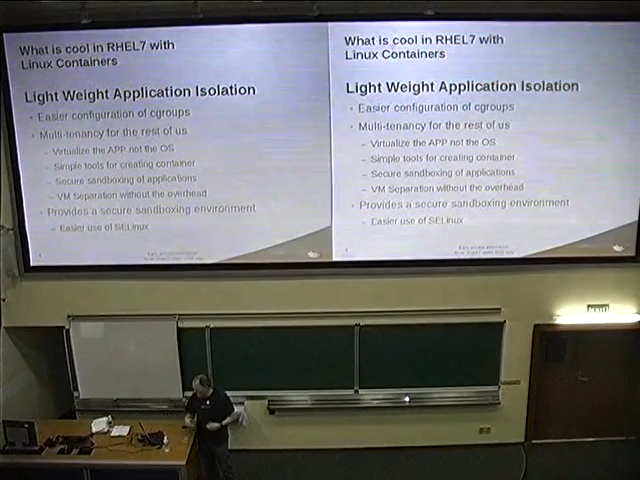 What is cool in RHEL7 with
Linux Containers
Light Weight Application Isolation
Easier configuration of cgroups
Multi-tenancy for the rest of us
– Virtualize the APP not the OS
– Simple tools for creating container
– Secure sandboxing of applications
– VM Separation without the overhead
Provides a secure sandboxing environment
– Easier use of SELinux
What is cool in RHEL7 with
Linux Containers
Light Weight Application Isolation
Easier configuration of cgroups
Multi-tenancy for the rest of us
– Virtualize the APP not the OS
– Simple tools for creating container
– Secure sandboxing of applications
– VM Separation without the overhead
Provides a secure sandboxing environment
– Easier use of SELinux